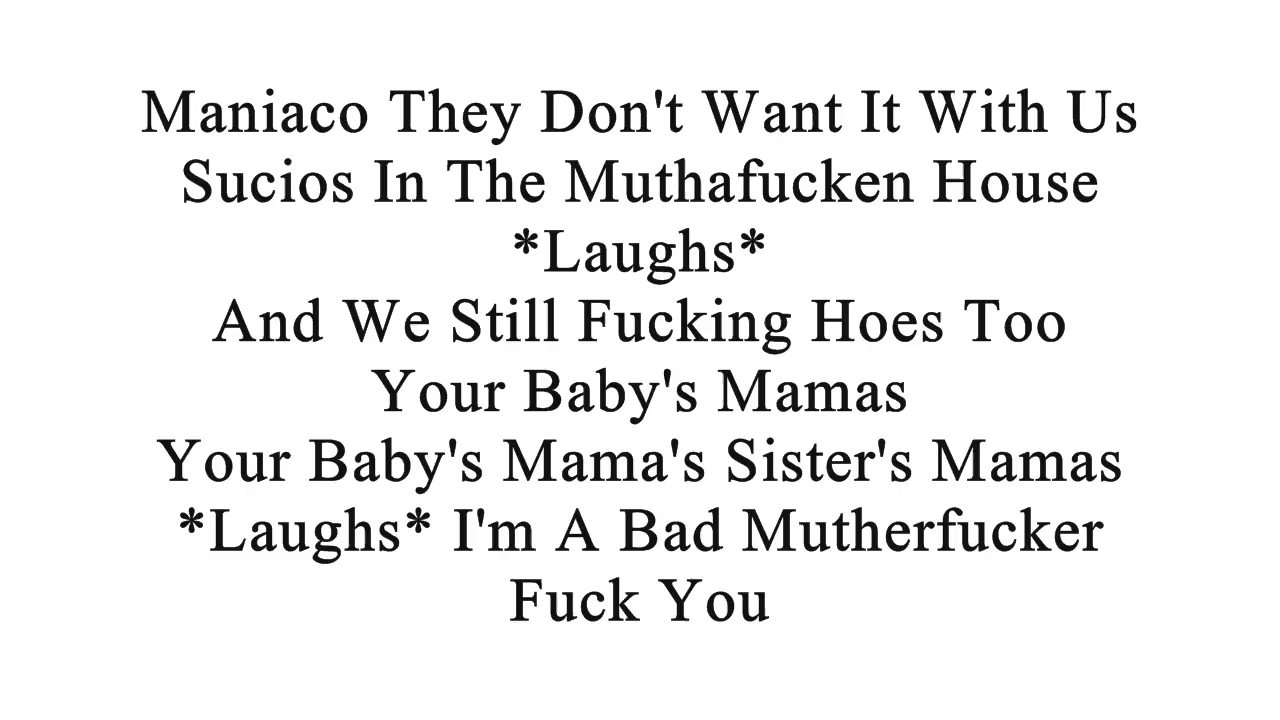 Maniaco They Don't Want It With Us
Sucios In The Muthafucken House
*Laughs*
And We Still Fucking Hoes Too
Your Baby's Mamas
Your Baby's Mama's Sister's Mamas
*Laughs* I'm A Bad Mutherfucker
Fuck You